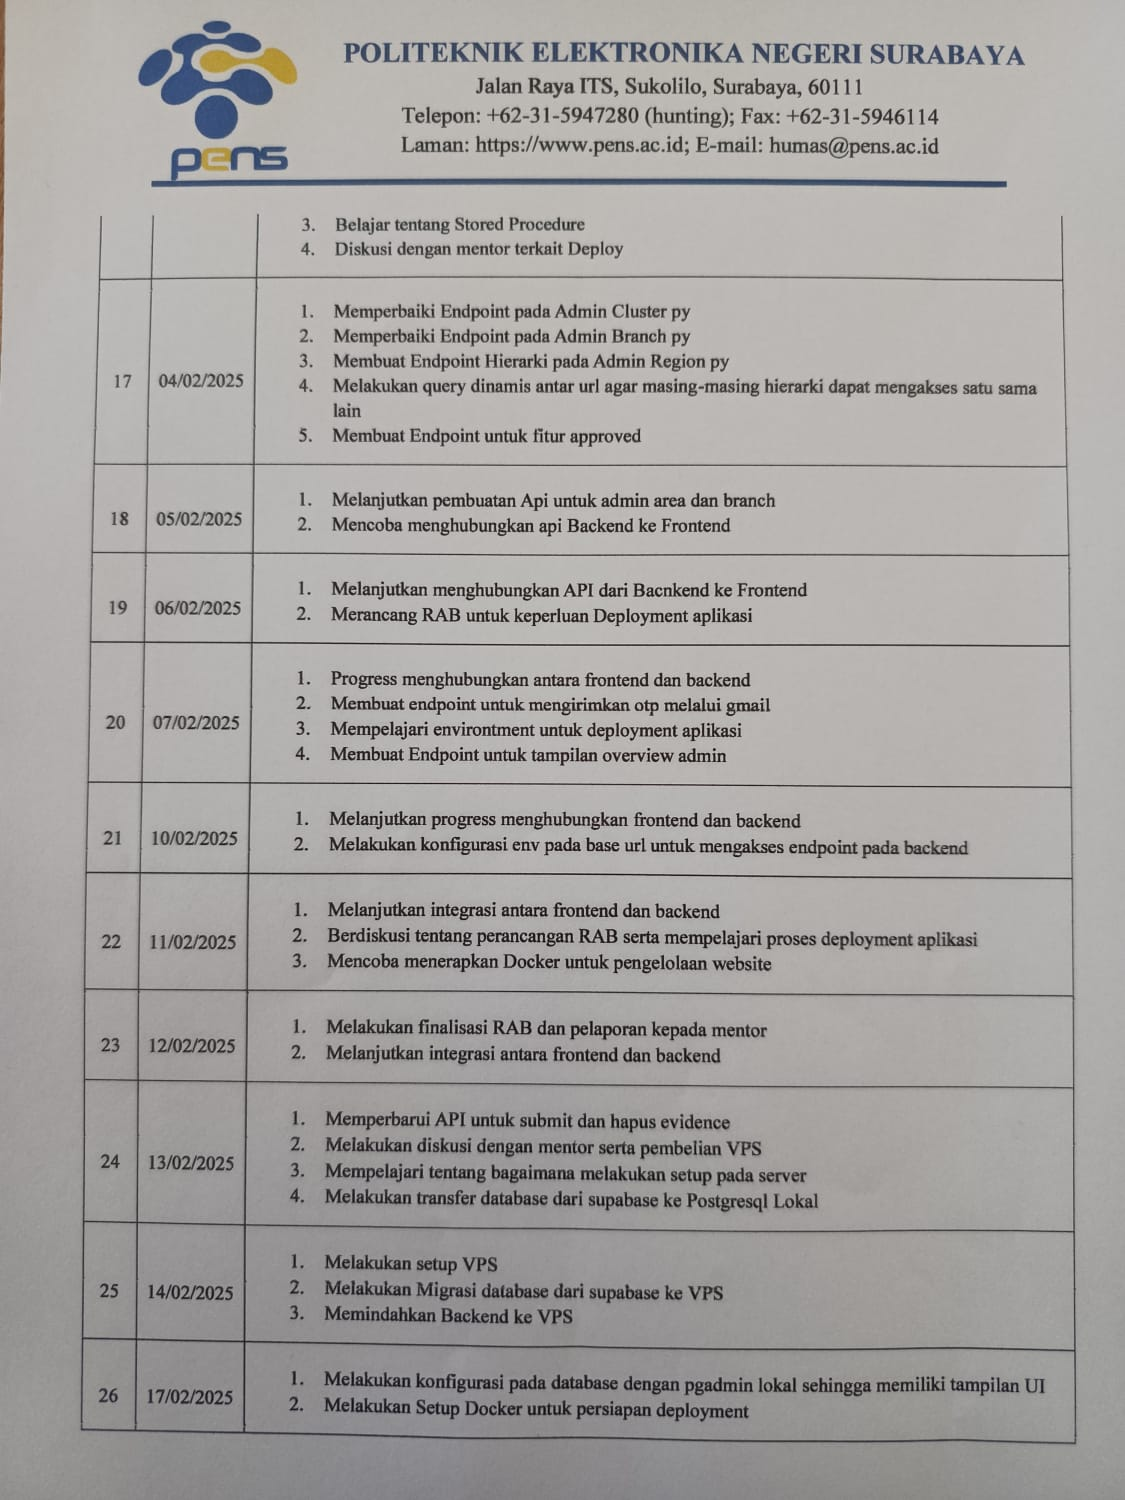 pens
POLITEKNIK ELEKTRONIKA NEGERI SURABAYA
Jalan Raya ITS, Sukolilo, Surabaya, 60111
Telepon: +62-31-5947280 (hunting); Fax: +62-31-5946114
Laman: https://www.pens.ac.id; E-mail: humas@pens.ac.id
3. Belajar tentang Stored Procedure
4. Diskusi dengan mentor terkait Deploy
17 04/02/2025
1. Memperbaiki Endpoint pada Admin Cluster py
2. Memperbaiki Endpoint pada Admin Branch py
3. Membuat Endpoint Hierarki pada Admin Region py
4. Melakukan query dinamis antar url agar masing-masing hierarki dapat mengakses satu sama
lain
5. Membuat Endpoint untuk fitur approved
18 05/02/2025
1. Melanjutkan pembuatan Api untuk admin area dan branch
2. Mencoba menghubungkan api Backend ke Frontend
19 06/02/2025
1. Melanjutkan menghubungkan API dari Bacnkend ke Frontend
2. Merancang RAB untuk keperluan Deployment aplikasi
20 07/02/2025
1. Progress menghubungkan antara frontend dan backend
2. Membuat endpoint untuk mengirimkan otp melalui gmail
3. Mempelajari environtment untuk deployment aplikasi
4. Membuat Endpoint untuk tampilan overview admin
21 10/02/2025
1. Melanjutkan progress menghubungkan frontend dan backend
2. Melakukan konfigurasi env pada base url untuk mengakses endpoint pada backend
22 11/02/2025
1. Melanjutkan integrasi antara frontend dan backend
2. Berdiskusi tentang perancangan RAB serta mempelajari proses deployment aplikasi
3. Mencoba menerapkan Docker untuk pengelolaan website
23 12/02/2025
1. Melakukan finalisasi RAB dan pelaporan kepada mentor
2. Melanjutkan integrasi antara frontend dan backend
24 13/02/2025
1. Memperbarui API untuk submit dan hapus evidence
2. Melakukan diskusi dengan mentor serta pembelian VPS
3. Mempelajari tentang bagaimana melakukan setup pada server
4. Melakukan transfer database dari supabase ke Postgresql Lokal
25 14/02/2025
1. Melakukan setup VPS
2. Melakukan Migrasi database dari supabase ke VPS
3. Memindahkan Backend ke VPS
26 17/02/2025
1. Melakukan konfigurasi pada database dengan pgadmin lokal sehingga memiliki tampilan UI
2. Melakukan Setup Docker untuk persiapan deployment